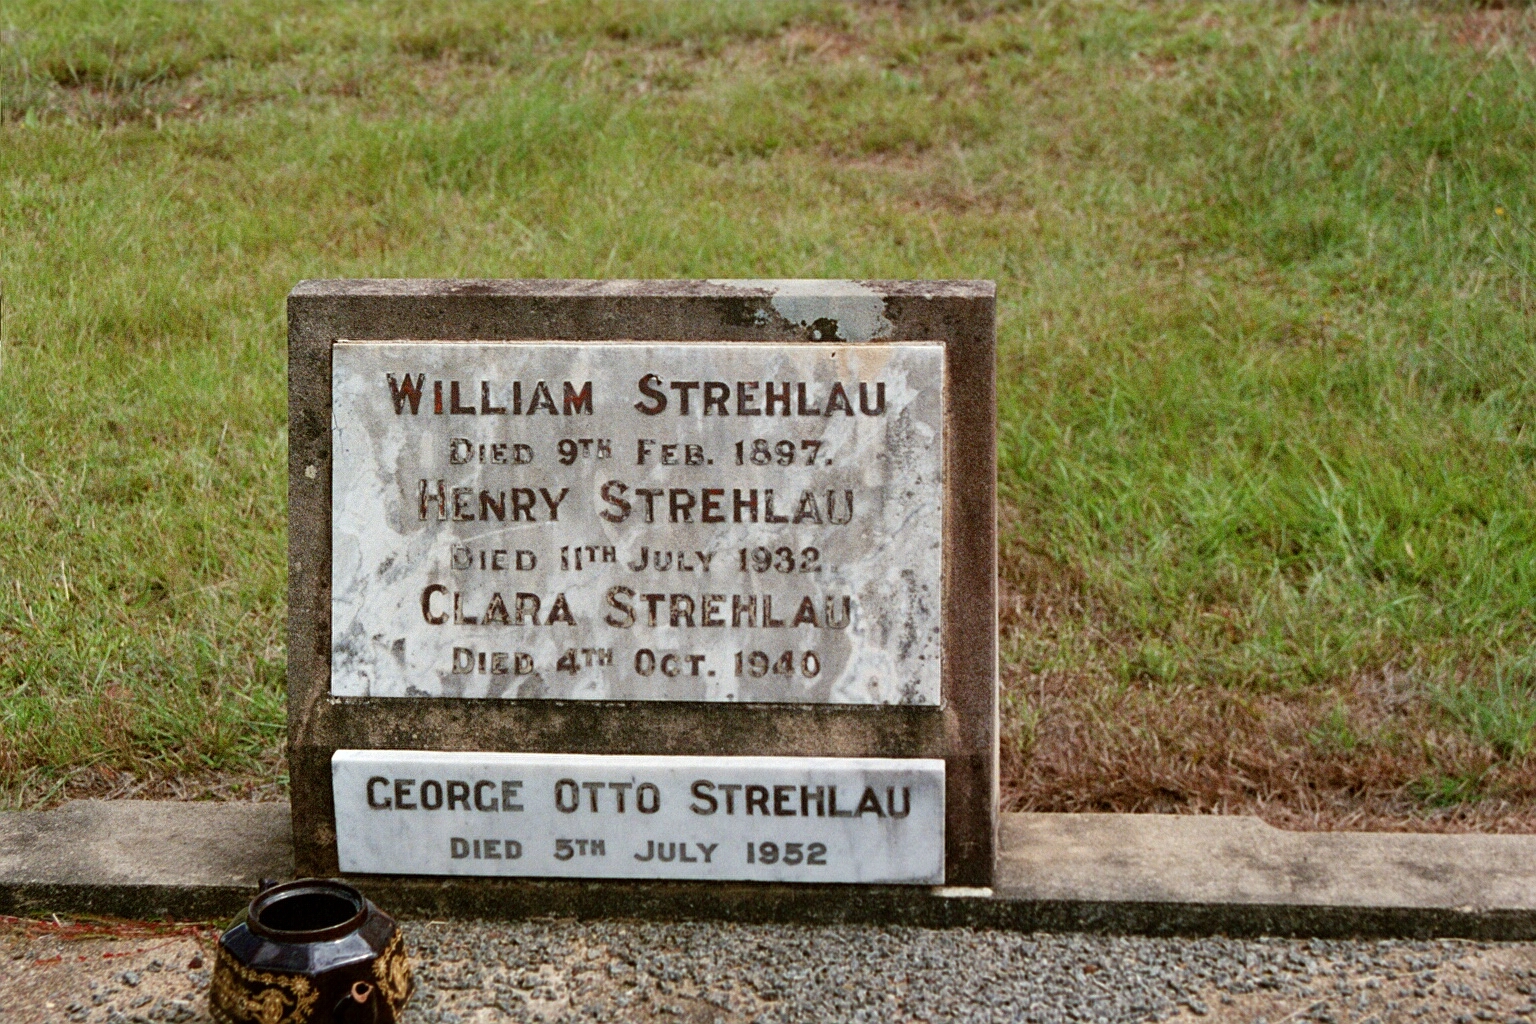 WILLIAM STREHLAU
DIED 9TH FEB. 1897.
HENRY STREHLAU
DIED 11TH JULY 1932.
CLARA STREHLAU
DIED 4TH OCT. 1940
GEORGE OTTO STREHLAU
DIED 5TH JULY 1952